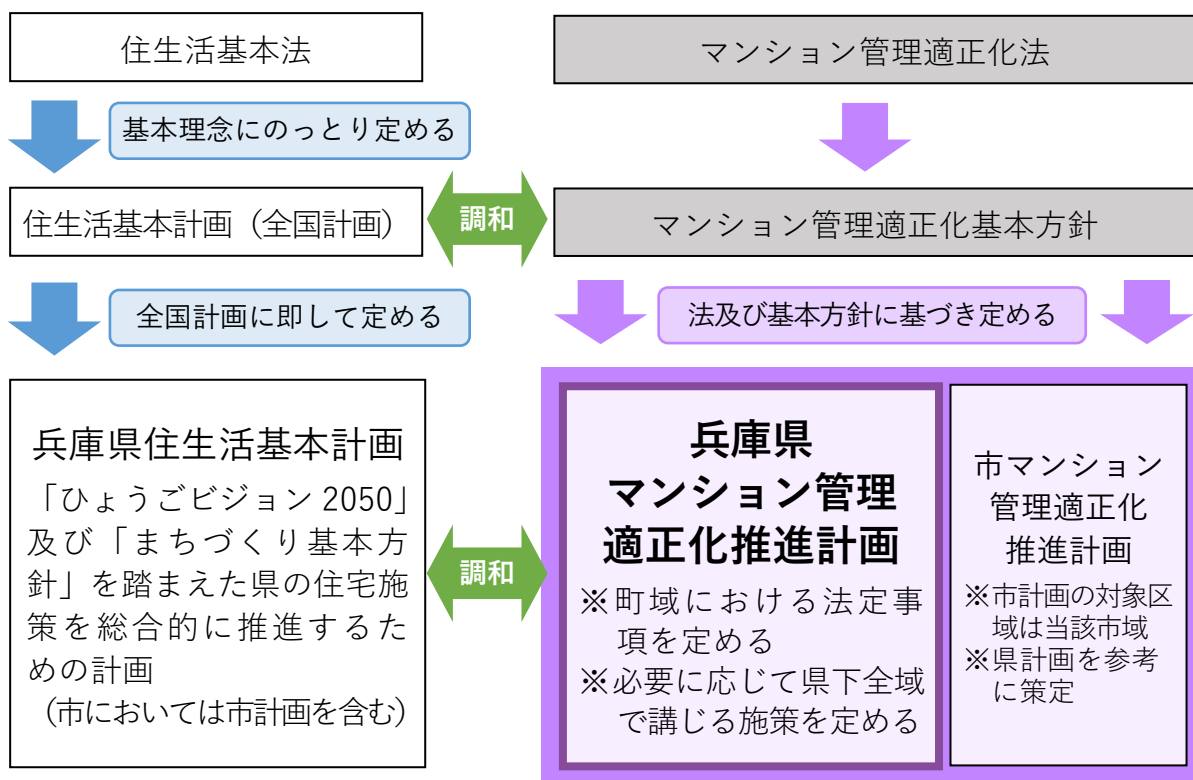 住生活基本法
マンション管理適正化法
基本理念にのっとり定める
住生活基本計画（全国計画）
調和
マンション管理適正化基本方針
全国計画に即して定める
法及び基本方針に基づき定める
兵庫県住生活基本計画
「ひょうごビジョン 2050」
及び「まちづくり基本方
針」を踏まえた県の住宅施
策を総合的に推進するた
めの計画
（市においては市計画を含む）
調和
兵庫県
マンション管理
適正化推進計画
※町域における法定事
項を定める
※必要に応じて県下全域
で講じる施策を定める
市マンション
管理適正化
推進計画
※市計画の対象区
域は当該市域
※県計画を参考
に策定